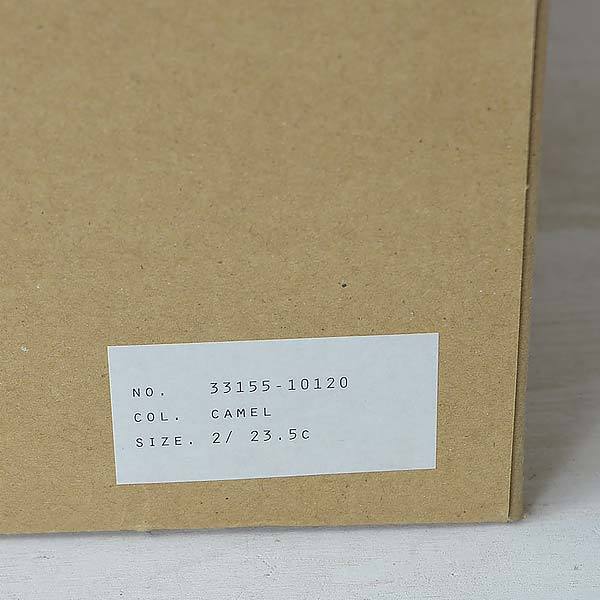 NO. 33155-10120
COL. CAMEL
SIZE. 2/ 23.5c